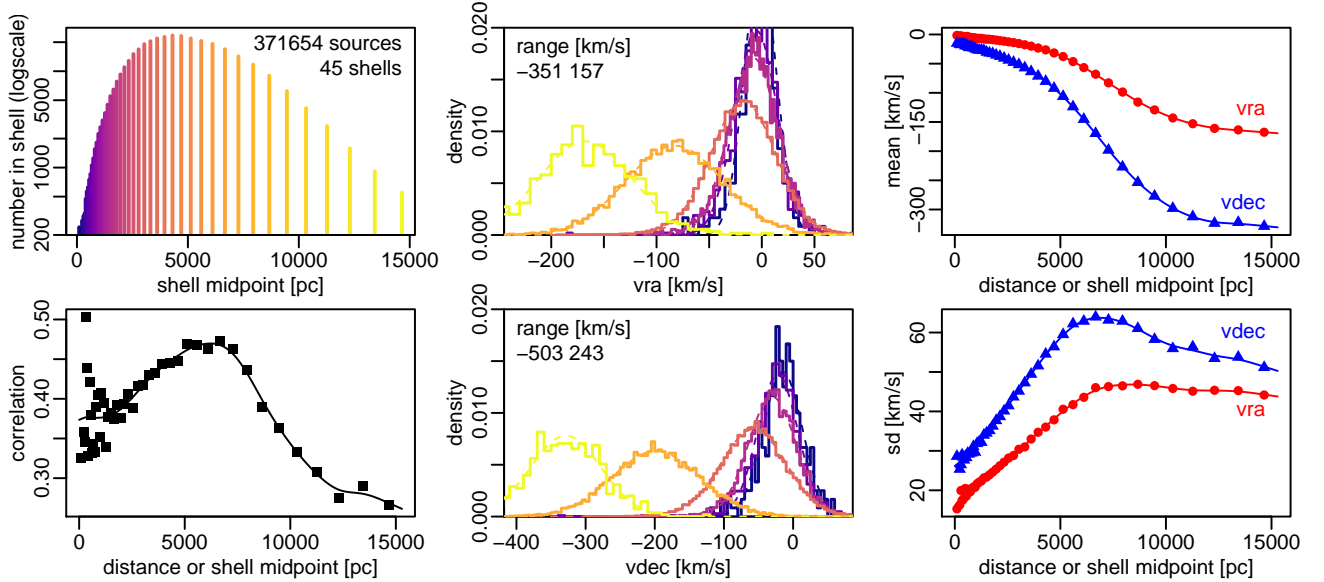 number in shell (logscale)
200
1000
5000
371654 sources
45 shells
0
5000
10000
15000
shell midpoint [pc]
density
0.000
0.010
0.020
range [km/s]
−351 157
−200
−100
0
50
vra [km/s]
mean [km/s]
−300
−150
0
vra
vdec
0
5000
10000
15000
distance or shell midpoint [pc]
correlation
0.30
0.40
0.50
0
5000
10000
15000
distance or shell midpoint [pc]
density
0.000
0.010
0.020
range [km/s]
−503 243
−400
−300
−200
−100
0
vdec [km/s]
sd [km/s]
20
40
60
vdec
vra
0
5000
10000
15000
distance or shell midpoint [pc]